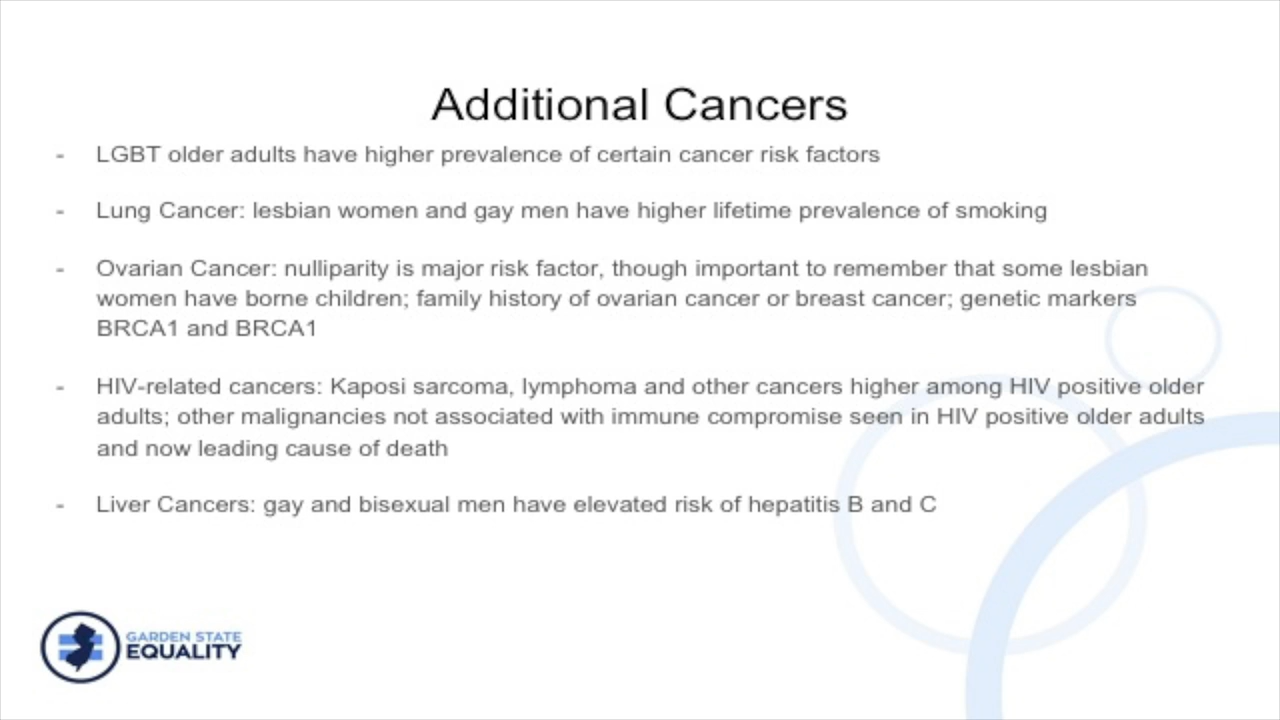 Additional Cancers
- LGBT older adults have higher prevalence of certain cancer risk factors
- Lung Cancer: lesbian women and gay men have higher lifetime prevalence of smoking
- Ovarian Cancer: nulliparity is major risk factor, though important to remember that some lesbian
women have borne children; family history of ovarian cancer or breast cancer; genetic markers
BRCA1 and BRCA1
- HIV-related cancers: Kaposi sarcoma, lymphoma and other cancers higher among HIV positive older
adults; other malignancies not associated with immune compromise seen in HIV positive older adults
and now leading cause of death
- Liver Cancers: gay and bisexual men have elevated risk of hepatitis B and C
GARDEN STATE
EQUALITY